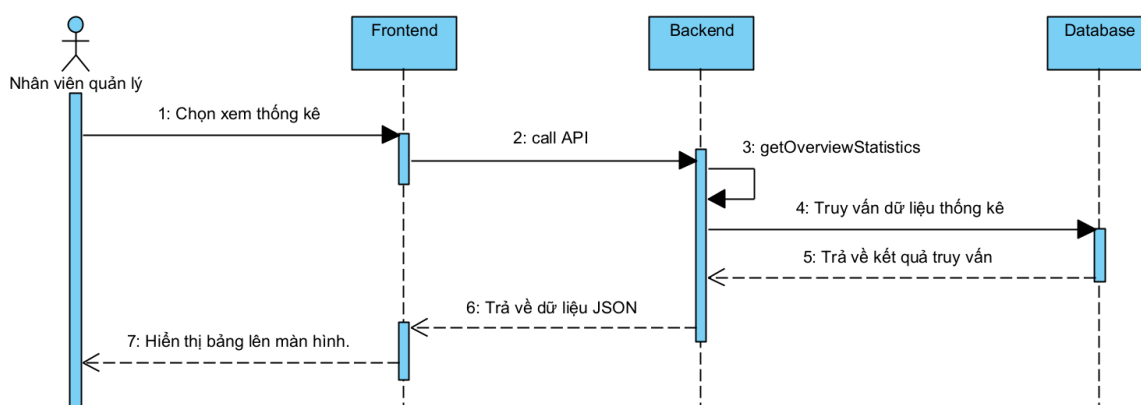 Frontend
Backend
Database
Nhân viên quản lý
1: Chọn xem thống kê
2: call API
3: getOverviewStatistics
4: Truy vấn dữ liệu thống kê
5: Trả về kết quả truy vấn
6: Trả về dữ liệu JSON
7: Hiển thị bảng lên màn hình.